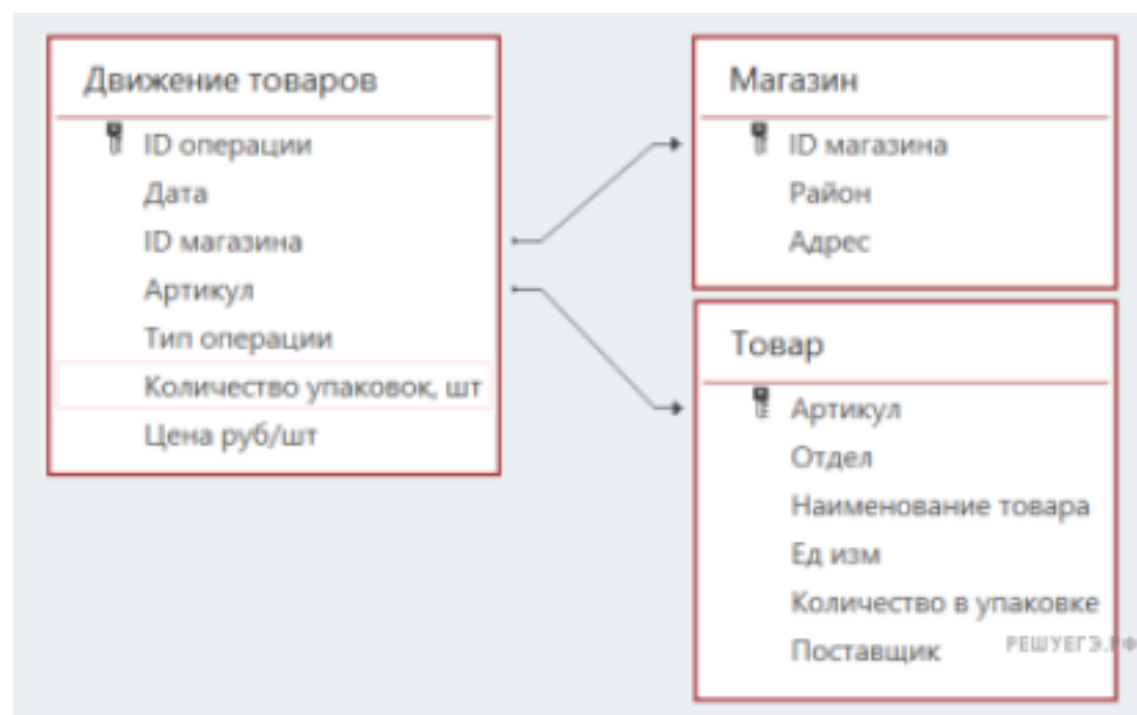 Движение товаров
ID операции
Дата
ID магазина
Артикул
Тип операции
Количество упаковок, шт
Цена руб/шт
Магазин
ID магазина
Район
Адрес
Товар
Артикул
Отдел
Наименование товара
Ед изм
Количество в упаковке
Поставщик
РЕШУЕГЭ.РФ